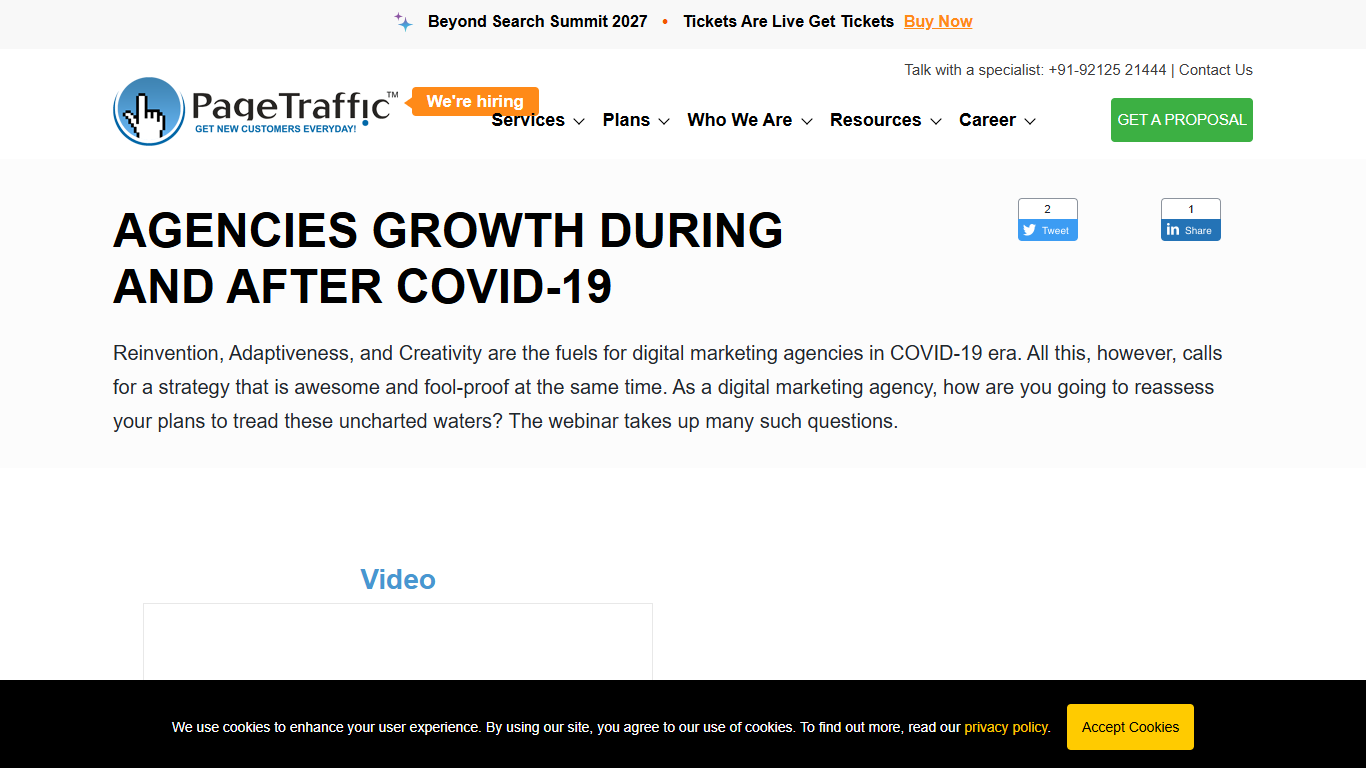 Beyond Search Summit 2027 • Tickets Are Live Get Tickets Buy Now
Talk with a specialist: +91-92125 21444 | Contact Us
PageTraffic™
GET NEW CUSTOMERS EVERYDAY!
We're hiring
Services Plans Who We Are Resources Career
GET A PROPOSAL
AGENCIES GROWTH DURING
AND AFTER COVID-19
2
Tweet
1
in Share
Reinvention, Adaptiveness, and Creativity are the fuels for digital marketing agencies in COVID-19 era. All this, however, calls
for a strategy that is awesome and fool-proof at the same time. As a digital marketing agency, how are you going to reassess
your plans to tread these uncharted waters? The webinar takes up many such questions.
Video
We use cookies to enhance your user experience. By using our site, you agree to our use of cookies. To find out more, read our privacy policy.
Accept Cookies